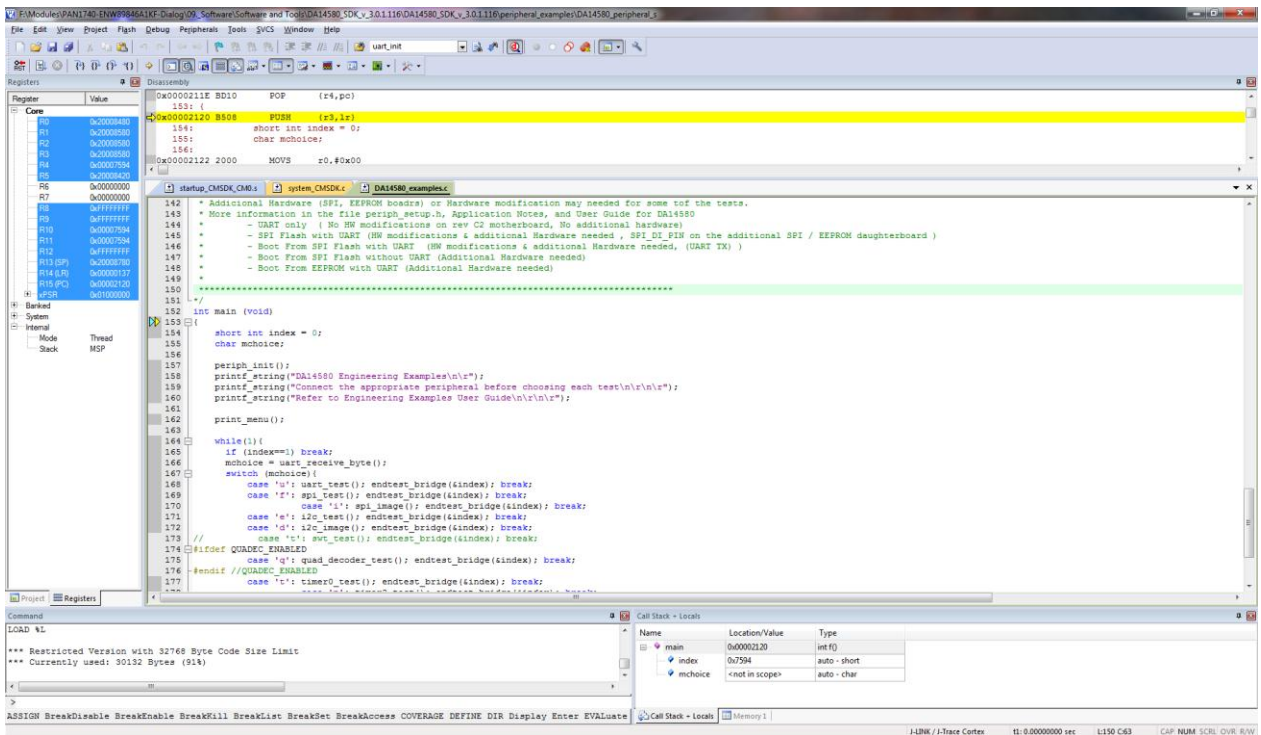 F:\Modules\PAN1740-ENW89846A1KF-Dialog\09_Software\Software and Tools\DA14580_SDK_v_3.0.1.116\DA14580_SDK_v_3.0.1.116\peripheral_examples\DA14580_peripheral_
File Edit View Project Flash Debug Peripherals Tools SVCS Window Help
uart_init
Registers
Register Value
Core
R0 0x20008480
R1 0x20008580
R2 0x20008580
R3 0x20008580
R4 0x00007594
R5 0x20008420
R6 0x00000000
R7 0x00000000
R8 0xFFFFFFFF
R9 0xFFFFFFFF
R10 0x00007594
R11 0x00007594
R12 0xFFFFFFFF
R13 (SP) 0x20008780
R14 (LR) 0x00000137
R15 (PC) 0x00002120
xPSR 0x01000000
Banked
System
Internal
Mode Thread
Stack MSP
Project Registers
Disassembly
0x0000211E BD10 POP {r4,pc}
153: {
0x00002120 B508 PUSH {r3,lr}
154: short int index = 0;
155: char mchoice;
156:
0x00002122 2000 MOVS r0,#0x00
startup_CMSDK_CM0.s system_CMSDK.c DA14580_examples.c
142 * Addicional Hardware (SPI, EEPROM boadrs) or Hardware modification may needed for some tof the tests.
143 * More information in the file periph_setup.h, Application Notes, and User Guide for DA14580
144 * - UART only ( No HW modifications on rev C2 motherboard, No additional hardware)
145 * - SPI Flash with UART (HW modifications & additional Hardware needed , SPI_DI_PIN on the additional SPI / EEPROM daughterboard )
146 * - Boot From SPI Flash with UART (HW modifications & additional Hardware needed, (UART TX) )
147 * - Boot From SPI Flash without UART (Additional Hardware needed)
148 * - Boot From EEPROM with UART (Additional Hardware needed)
149 *
150 ****************************************************************************************
151 */
152 int main (void)
153 {
154 short int index = 0;
155 char mchoice;
156
157 periph_init();
158 printf_string("DA14580 Engineering Examples\n\r");
159 printf_string("Connect the appropriate peripheral before choosing each test\n\r\n\r");
160 printf_string("Refer to Engineering Examples User Guide\n\r\n\r");
161
162 print_menu();
163
164 while(1){
165 if (index==1) break;
166 mchoice = uart_receive_byte();
167 switch (mchoice){
168 case 'u': uart_test(); endtest_bridge(&index); break;
169 case 'f': spi_test(); endtest_bridge(&index); break;
170 case 'i': spi_image(); endtest_bridge(&index); break;
171 case 'e': i2c_test(); endtest_bridge(&index); break;
172 case 'd': i2c_image(); endtest_bridge(&index); break;
173 // case 't': swt_test(); endtest_bridge(&index); break;
174 #ifdef QUADEC_ENABLED
175 case 'q': quad_decoder_test(); endtest_bridge(&index); break;
176 #endif //QUADEC_ENABLED
177 case 't': timer0_test(); endtest_bridge(&index); break;
Command
LOAD %L
*** Restricted Version with 32768 Byte Code Size Limit
*** Currently used: 30132 Bytes (91%)
>
ASSIGN BreakDisable BreakEnable BreakKill BreakList BreakSet BreakAccess COVERAGE DEFINE DIR Display Enter EVALuate
Call Stack + Locals
Name Location/Value Type
main 0x00002120 int f()
index 0x7594 auto - short
mchoice <not in scope> auto - char
Call Stack + Locals Memory 1
J-LINK / J-Trace Cortex t1: 0.00000000 sec L:150 C:63 CAP NUM SCRL OVR R/W